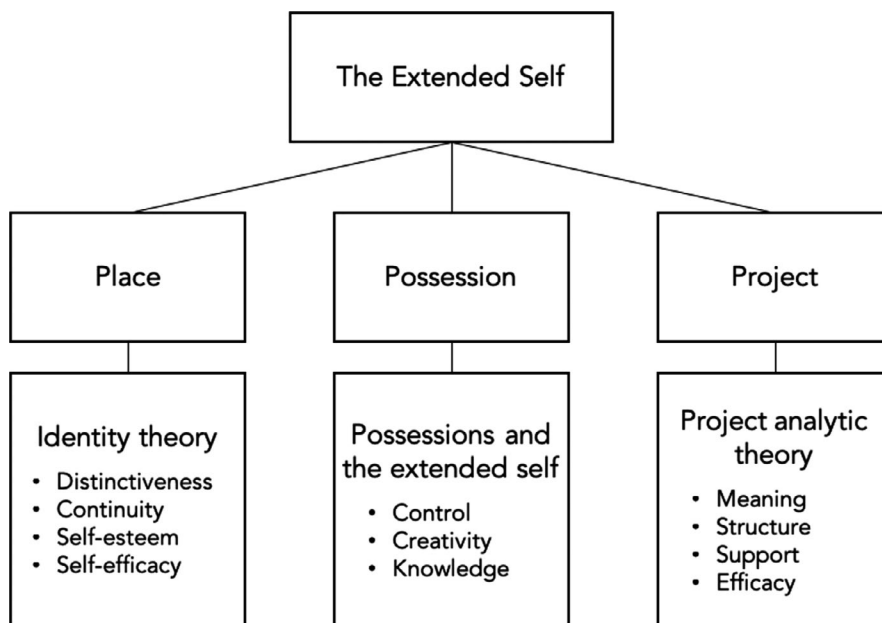 The Extended Self
Place
Possession
Project
Identity theory
• Distinctiveness
• Continuity
• Self-esteem
• Self-efficacy
Possessions and
the extended self
• Control
• Creativity
• Knowledge
Project analytic
theory
• Meaning
• Structure
• Support
• Efficacy